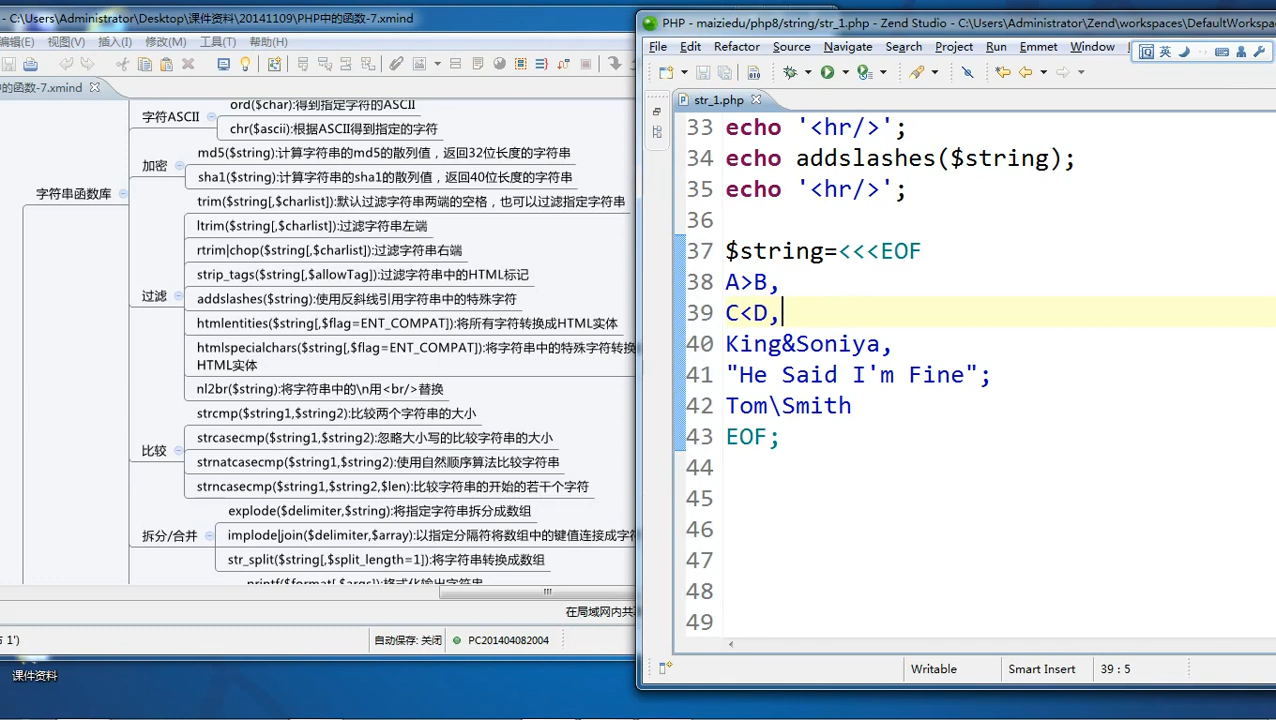 - C:\Users\Administrator\Desktop\课件资料\20141109\PHP中的函数-7.xmind
编辑(E) 视图(V) 插入(I) 修改(M) 工具(T) 帮助(H)
中的函数-7.xmind
字符串函数库
字符ASCII
ord($char):得到指定字符的ASCII
chr($ascii):根据ASCII得到指定的字符
加密
md5($string):计算字符串的md5的散列值，返回32位长度的字符串
sha1($string):计算字符串的sha1的散列值，返回40位长度的字符串
过滤
trim($string[,$charlist]):默认过滤字符串两端的空格，也可以过滤指定字符串
ltrim($string[,$charlist]):过滤字符串左端
rtrim|chop($string[,$charlist):过滤字符串右端
strip_tags($string[,$allowTag]):过滤字符串中的HTML标记
addslashes($string):使用反斜线引用字符串中的特殊字符
htmlentities($string[,$flag=ENT_COMPAT):将所有字符转换成HTML实体
htmlspecialchars($string[,$flag=ENT_COMPAT):将字符串中的特殊字符转换
HTML实体
nl2br($string):将字符串中的\n用<br/>替换
比较
strcmp($string1,$string2):比较两个字符串的大小
strcasecmp($string1,$string2):忽略大小写的比较字符串的大小
strnatcasecmp($string1,$string2):使用自然顺序算法比较字符串
strncasecmp($string1,$string2,$len):比较字符串的开始的若干个字符
拆分/合并
explode($delimiter,$string):将指定字符串拆分成数组
implode|join($delimiter,$array):以指定分隔符将数组中的键值连接成字符
str_split($string[,$split_length=1]):将字符串转换成数组
printf($format[,$args]):格式化输出字符串
在局域网内共
节 1')
自动保存: 关闭
PC201404082004
课件资料
PHP - maiziedu/php8/string/str_1.php - Zend Studio - C:\Users\Administrator\Zend\workspaces\DefaultWorkspa
File Edit Refactor Source Navigate Search Project Run Emmet Window
英
str_1.php
33 echo '<hr/>';
34 echo addslashes($string);
35 echo '<hr/>';
36
37 $string=<<<EOF
38 A>B,
39 C<D,
40 King&Soniya,
41 "He Said I'm Fine";
42 Tom\Smith
43 EOF;
44
45
46
47
48
49
Writable
Smart Insert
39 : 5